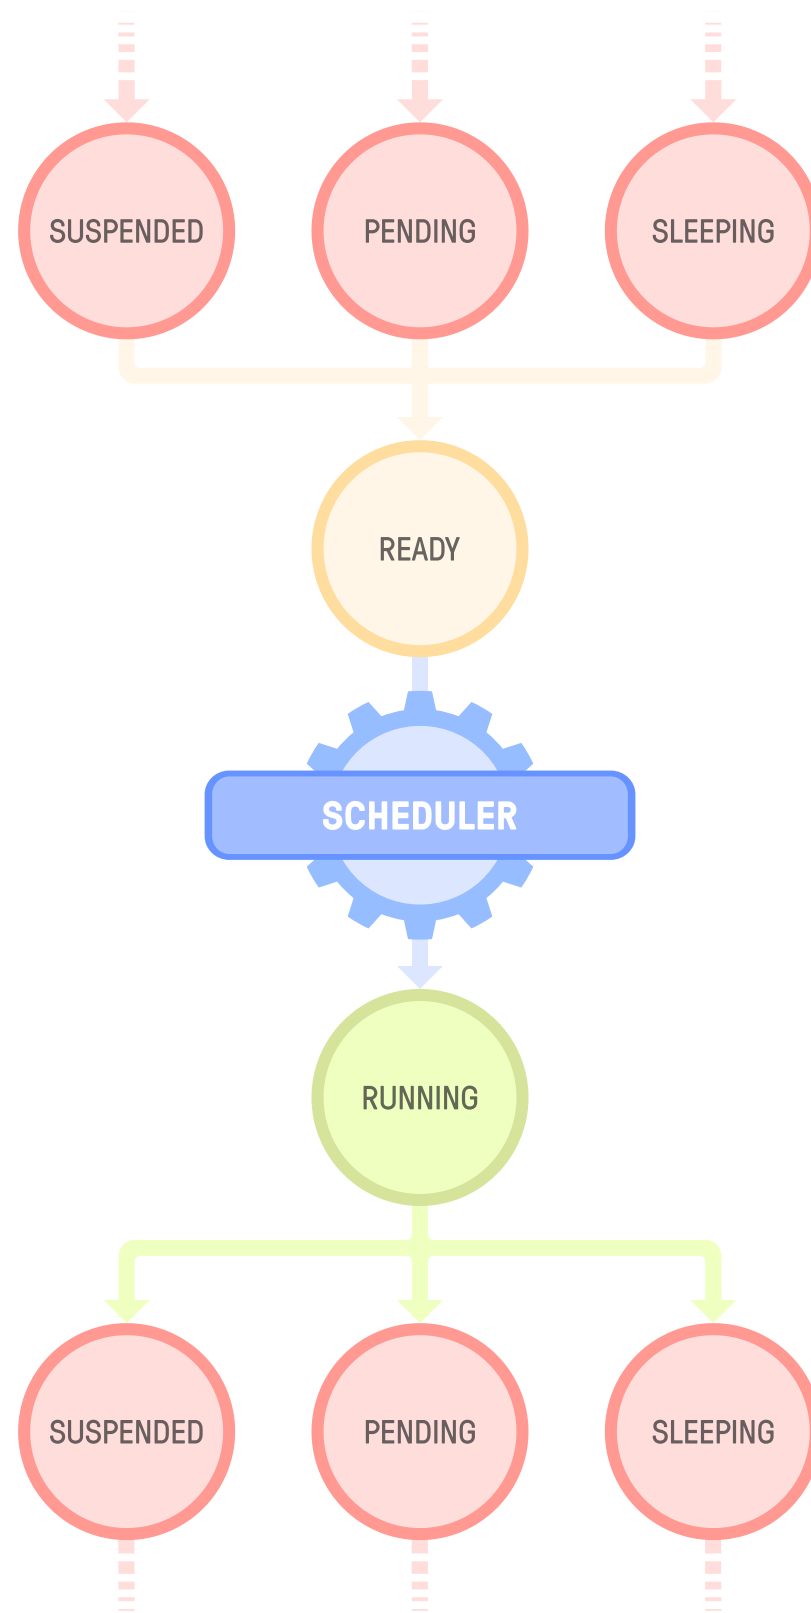 SUSPENDED
PENDING
SLEEPING
READY
SCHEDULER
RUNNING
SUSPENDED
PENDING
SLEEPING